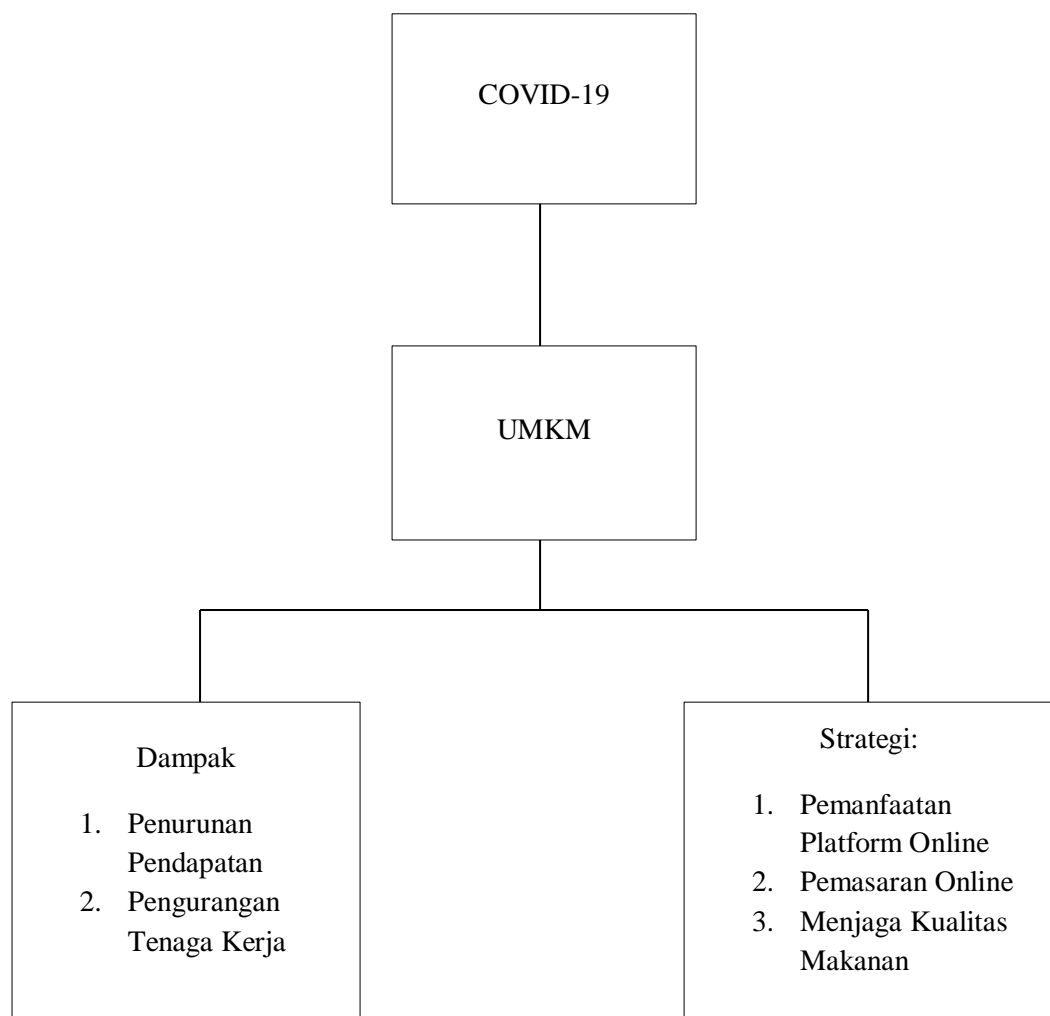 COVID-19
UMKM
Dampak
1. Penurunan
Pendapatan
2. Pengurangan
Tenaga Kerja
Strategi:
1. Pemanfaatan
Platform Online
2. Pemasaran Online
3. Menjaga Kualitas
Makanan